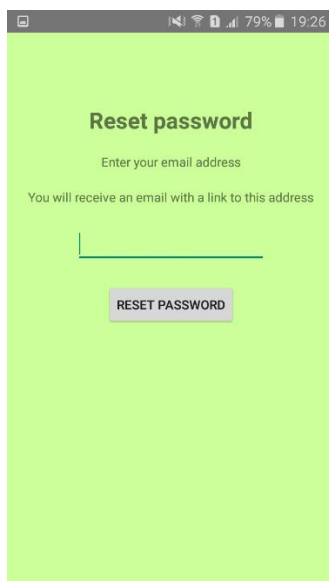 1 79% 19:26
Reset password
Enter your email address
You will receive an email with a link to this address
RESET PASSWORD